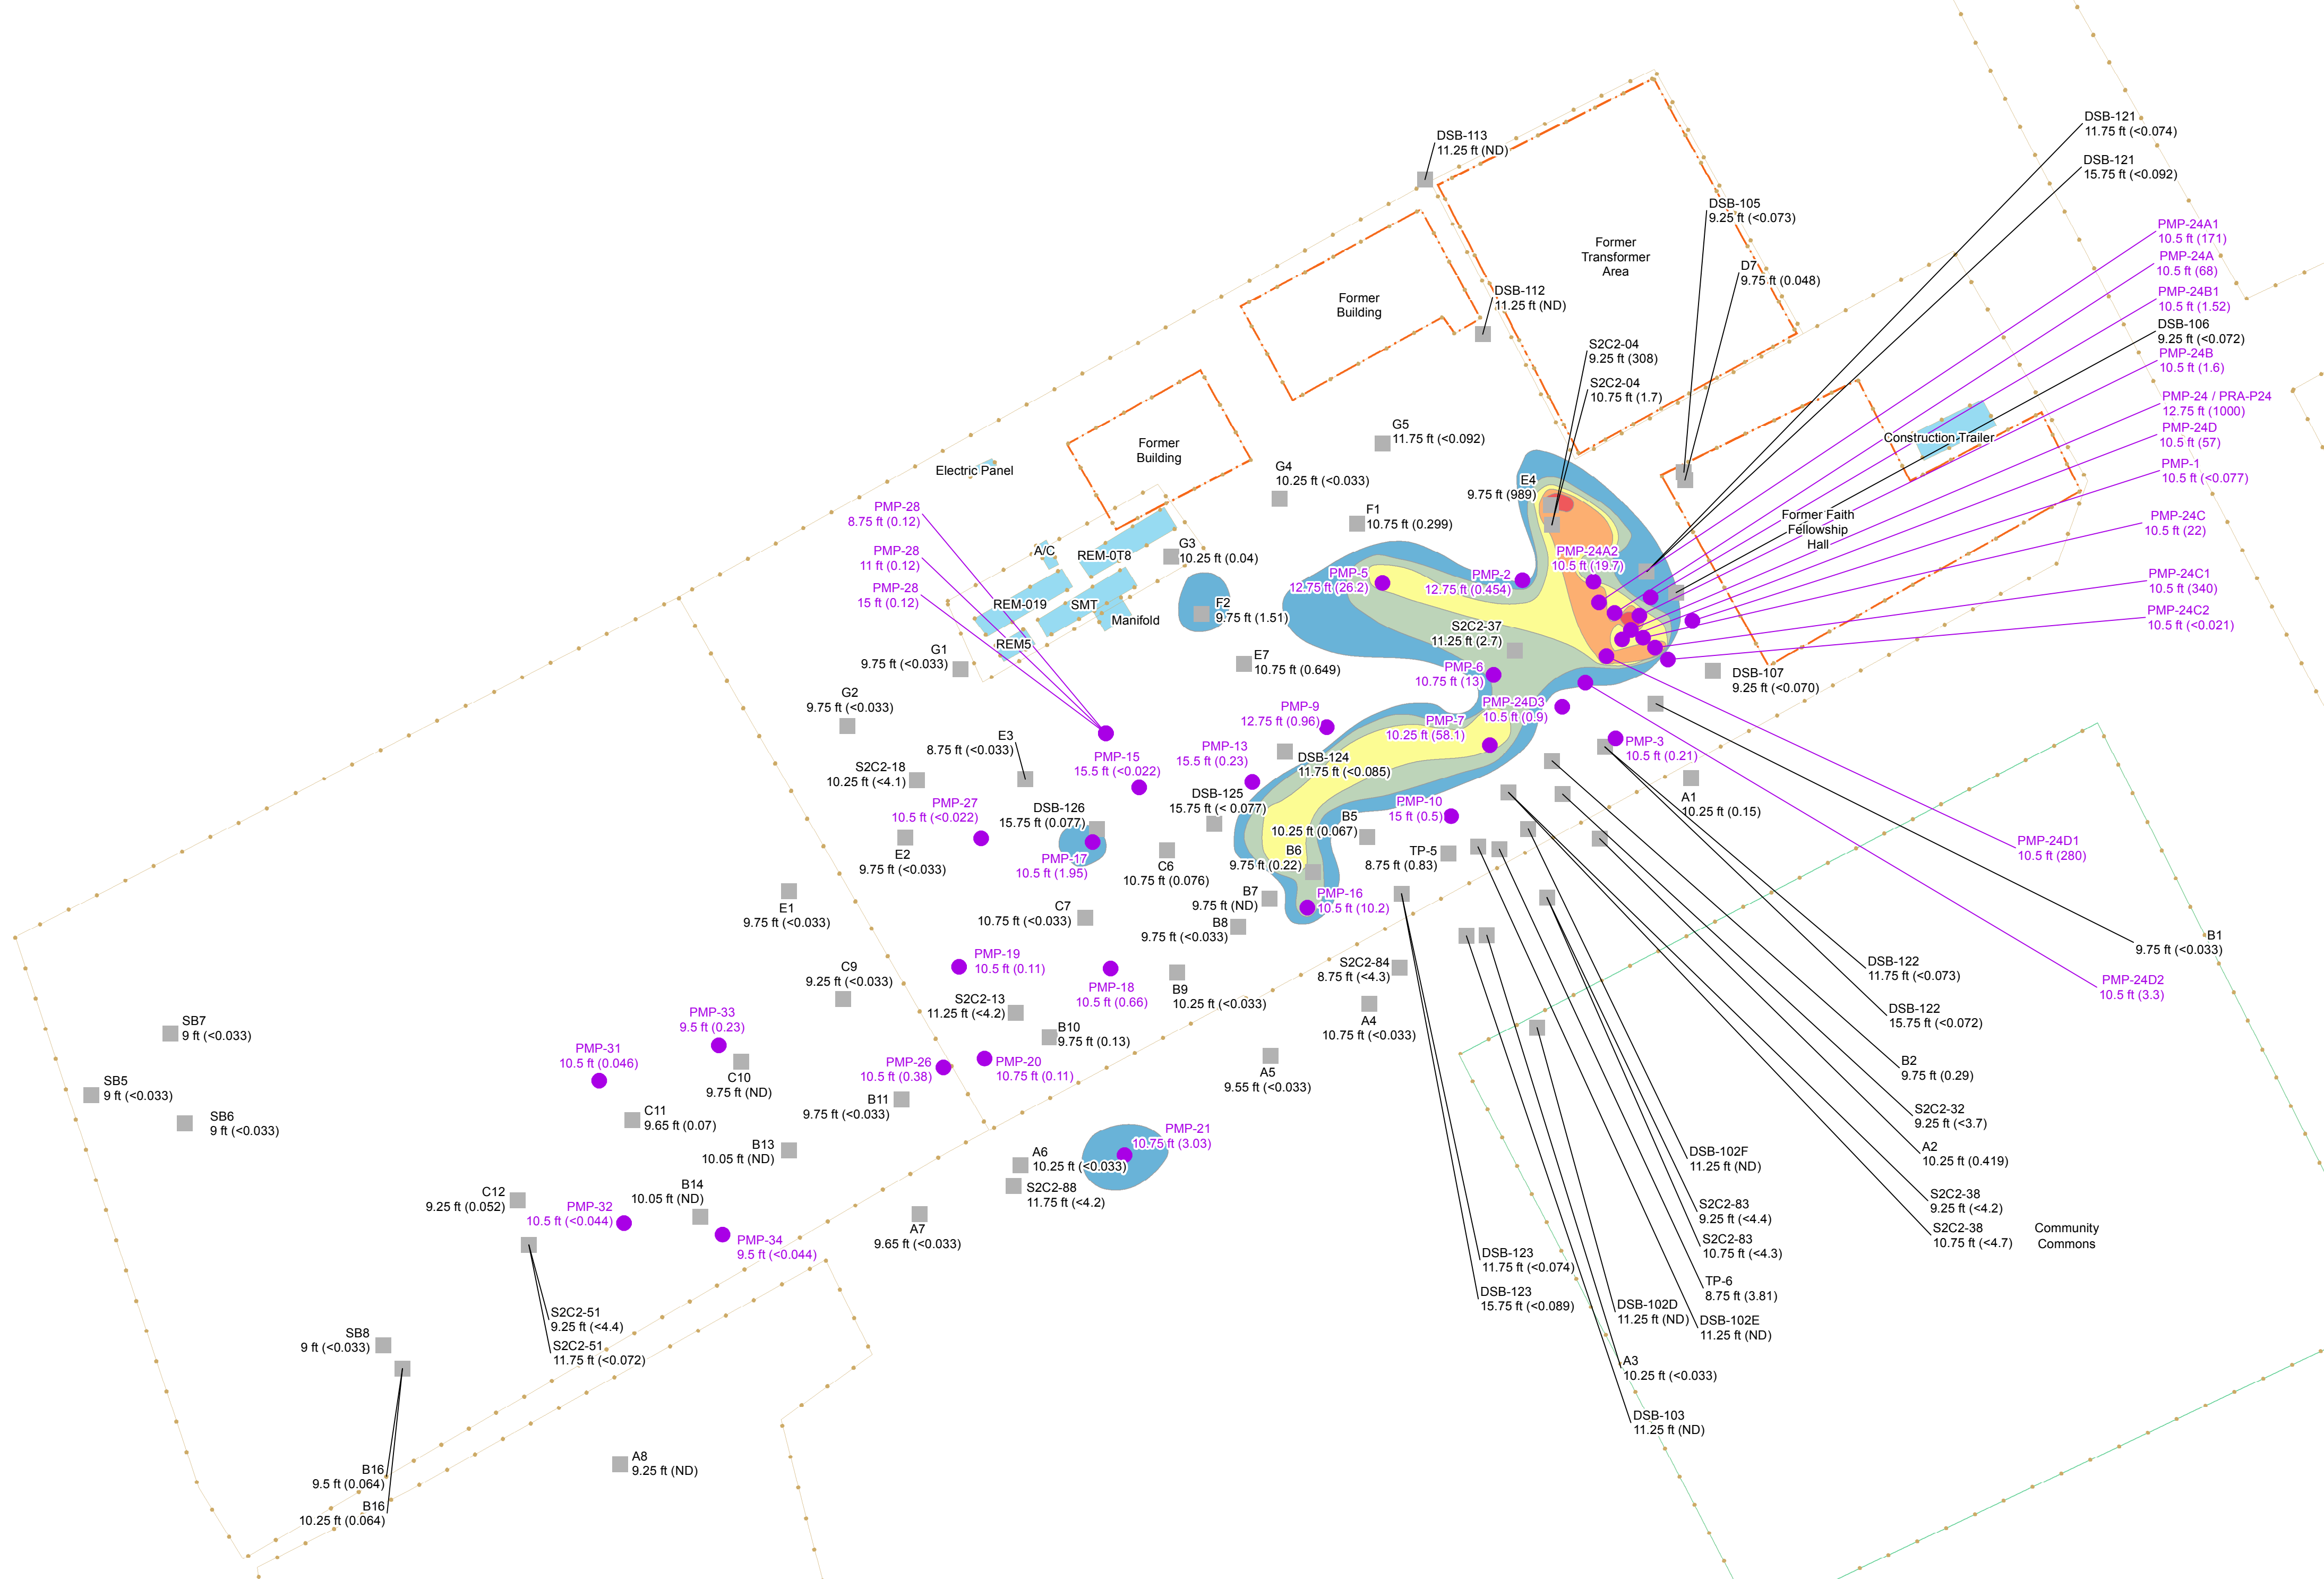 DSB-121
11.75 ft (<0.074)
DSB-113
11.25 ft (ND)
DSB-121
15.75 ft (<0.092)
DSB-105
9.25 ft (<0.073)
PMP-24A1
10.5 ft (171)
Former
Transformer
Area
PMP-24A
10.5 ft (68)
D7
9.75 ft (0.048)
DSB-112
11.25 ft (ND)
PMP-24B1
10.5 ft (1.52)
Former
Building
DSB-106
9.25 ft (<0.072)
S2C2-04
9.25 ft (308)
PMP-24B
10.5 ft (1.6)
S2C2-04
10.75 ft (1.7)
PMP-24 / PRA-P24
12.75 ft (1000)
G5
11.75 ft (<0.092)
PMP-24D
10.5 ft (57)
Construction Trailer
Former
Building
Electric Panel
G4
10.25 ft (<0.033)
PMP-1
10.5 ft (<0.077)
E4
9.75 ft (989)
PMP-28
8.75 ft (0.12)
F1
10.75 ft (0.299)
Former Faith
Fellowship
Hall
PMP-24C
10.5 ft (22)
PMP-28
11 ft (0.12)
A/C
REM-0T8
G3
10.25 ft (0.04)
PMP-24A2
10.5 ft (19.7)
PMP-5
12.75 ft (26.2)
PMP-2
12.75 ft (0.454)
PMP-24C1
10.5 ft (340)
PMP-28
15 ft (0.12)
REM-019
SMT
Manifold
F2
9.75 ft (1.51)
PMP-24C2
10.5 ft (<0.021)
S2C2-37
11.25 ft (2.7)
REM5
G1
9.75 ft (<0.033)
E7
10.75 ft (0.649)
PMP-6
10.75 ft (13)
DSB-107
9.25 ft (<0.070)
G2
9.75 ft (<0.033)
PMP-9
12.75 ft (0.96)
PMP-7
10.25 ft (58.1)
PMP-24D3
10.5 ft (0.9)
E3
8.75 ft (<0.033)
PMP-15
15.5 ft (<0.022)
PMP-13
15.5 ft (0.23)
DSB-124
11.75 ft (<0.085)
PMP-3
10.5 ft (0.21)
S2C2-18
10.25 ft (<4.1)
A1
10.25 ft (0.15)
PMP-27
10.5 ft (<0.022)
DSB-126
15.75 ft (0.077)
DSB-125
15.75 ft (< 0.077)
PMP-10
15 ft (0.5)
B5
10.25 ft (0.067)
E2
9.75 ft (<0.033)
PMP-17
10.5 ft (1.95)
C6
10.75 ft (0.076)
B6
9.75 ft (0.22)
TP-5
8.75 ft (0.83)
PMP-24D1
10.5 ft (280)
E1
9.75 ft (<0.033)
C7
10.75 ft (<0.033)
B7
9.75 ft (ND)
PMP-16
10.5 ft (10.2)
B8
9.75 ft (<0.033)
B1
9.75 ft (<0.033)
PMP-19
10.5 ft (0.11)
C9
9.25 ft (<0.033)
PMP-18
10.5 ft (0.66)
B9
10.25 ft (<0.033)
S2C2-84
8.75 ft (<4.3)
DSB-122
11.75 ft (<0.073)
PMP-24D2
10.5 ft (3.3)
S2C2-13
11.25 ft (<4.2)
PMP-33
9.5 ft (0.23)
SB7
9 ft (<0.033)
A4
10.75 ft (<0.033)
DSB-122
15.75 ft (<0.072)
B10
9.75 ft (0.13)
PMP-31
10.5 ft (0.046)
C10
9.75 ft (ND)
PMP-26
10.5 ft (0.38)
PMP-20
10.75 ft (0.11)
A5
9.55 ft (<0.033)
B2
9.75 ft (0.29)
SB5
9 ft (<0.033)
SB6
9 ft (<0.033)
C11
9.65 ft (0.07)
B11
9.75 ft (<0.033)
S2C2-32
9.25 ft (<3.7)
PMP-21
10.75 ft (3.03)
B13
10.05 ft (ND)
A6
10.25 ft (<0.033)
DSB-102F
11.25 ft (ND)
A2
10.25 ft (0.419)
B14
10.05 ft (ND)
S2C2-88
11.75 ft (<4.2)
C12
9.25 ft (0.052)
PMP-32
10.5 ft (<0.044)
S2C2-83
9.25 ft (<4.4)
S2C2-38
9.25 ft (<4.2)
A7
9.65 ft (<0.033)
PMP-34
9.5 ft (<0.044)
S2C2-83
10.75 ft (<4.3)
S2C2-38
10.75 ft (<4.7)
Community
Commons
DSB-123
11.75 ft (<0.074)
TP-6
8.75 ft (3.81)
DSB-123
15.75 ft (<0.089)
S2C2-51
9.25 ft (<4.4)
DSB-102D
11.25 ft (ND)
DSB-102E
11.25 ft (ND)
SB8
9 ft (<0.033)
S2C2-51
11.75 ft (<0.072)
A3
10.25 ft (<0.033)
DSB-103
11.25 ft (ND)
A8
9.25 ft (ND)
B16
9.5 ft (0.064)
B16
10.25 ft (0.064)